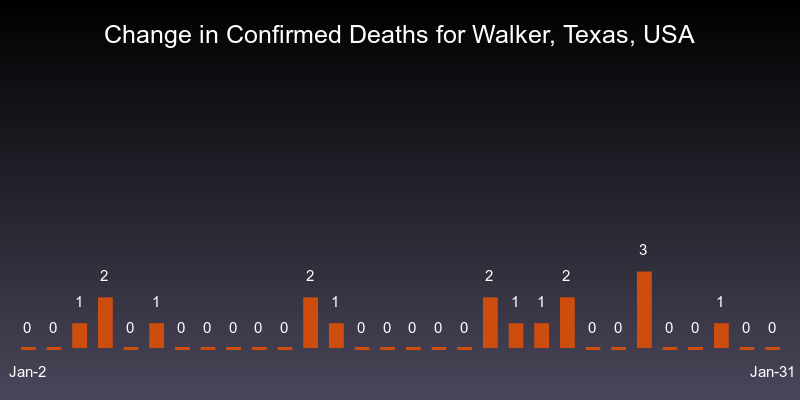 Change in Confirmed Deaths for Walker, Texas, USA
0 0 1 2 0 1 0 0 0 0 0 2 1 0 0 0 0 0 2 1 1 2 0 0 3 0 0 1 0 0
Jan-2 Jan-31